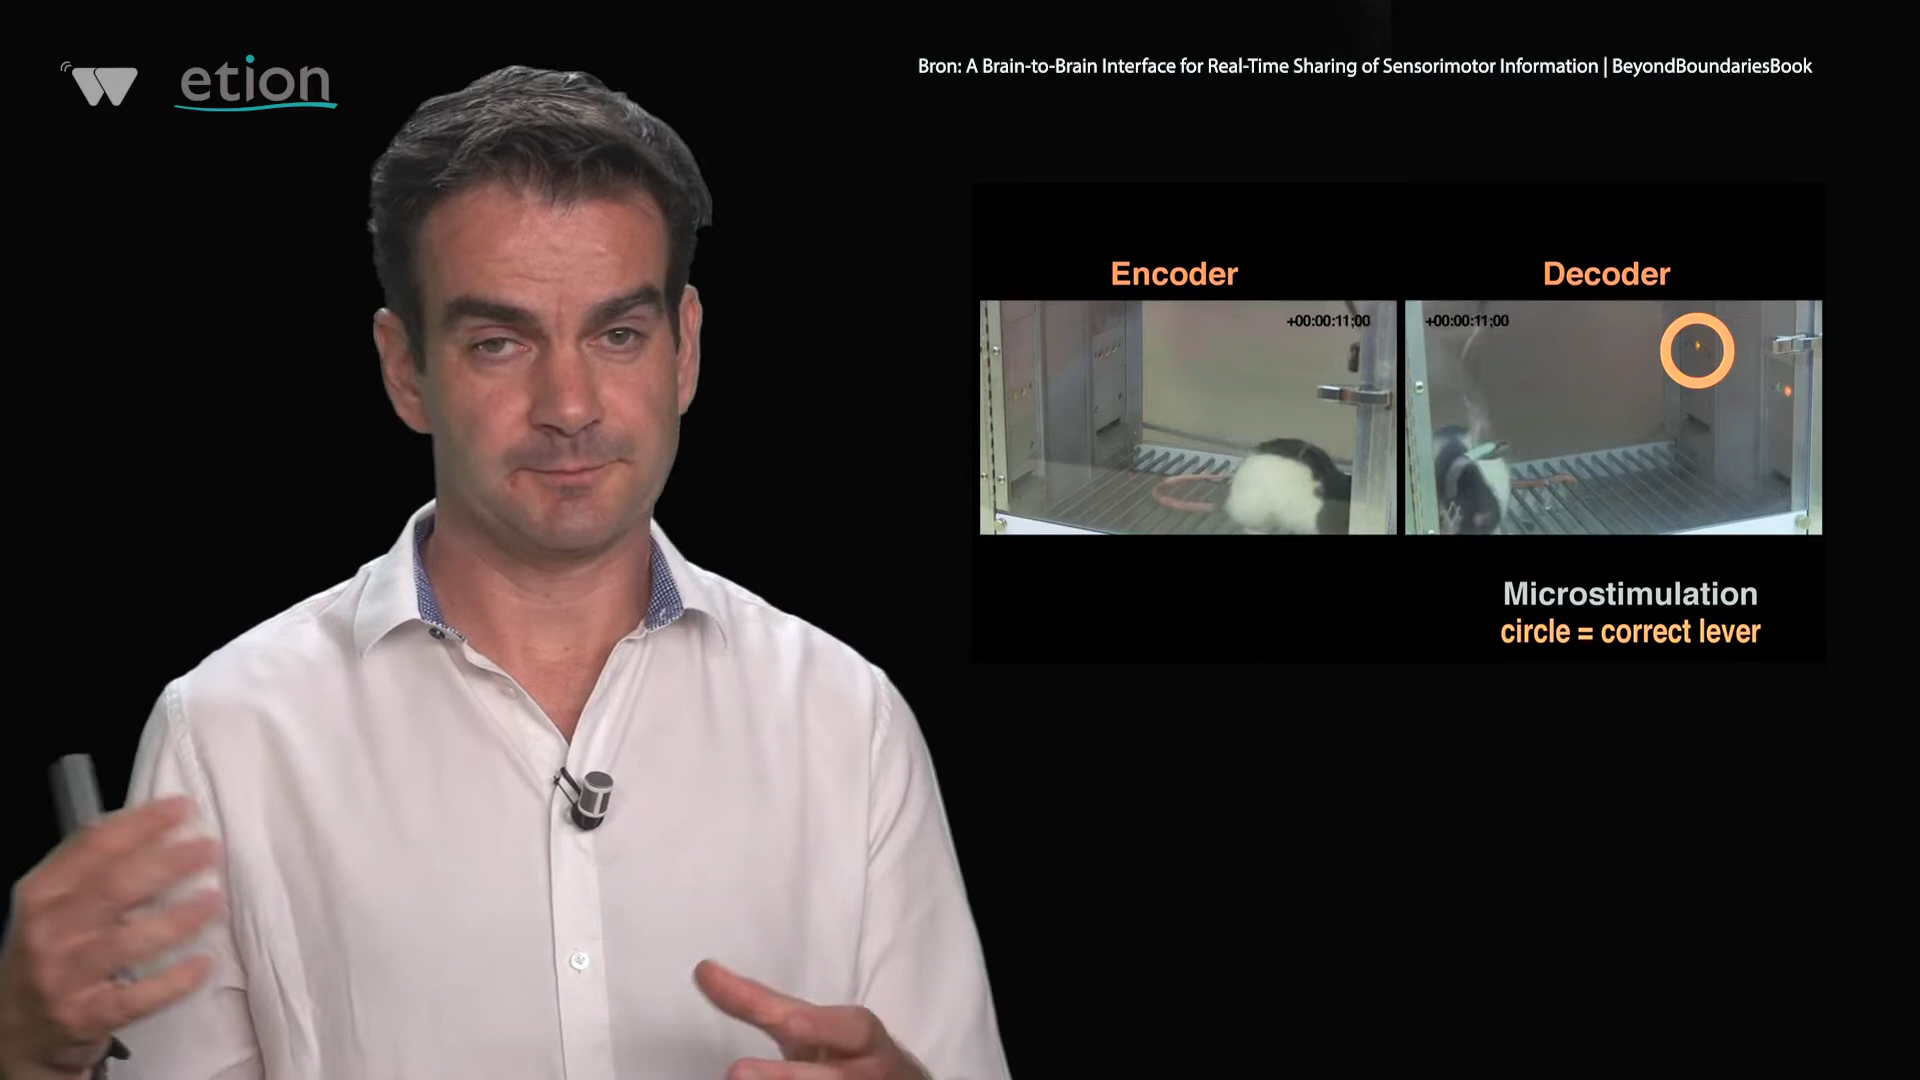 etion
Bron: A Brain-to-Brain Interface for Real-Time Sharing of Sensorimotor Information | BeyondBoundariesBook
Encoder
Decoder
+00:00:11;00
+00:00:11;00
Microstimulation
circle = correct lever